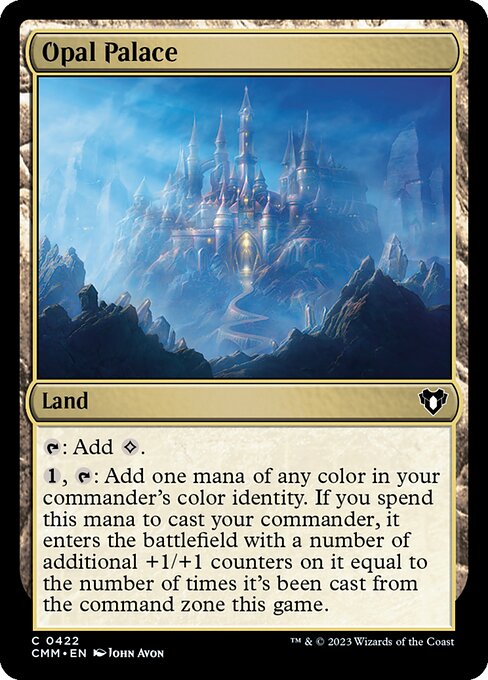 Opal Palace
Land
: Add .
1, : Add one mana of any color in your
commander's color identity. If you spend
this mana to cast your commander, it
enters the battlefield with a number of
additional +1/+1 counters on it equal to
the number of times it's been cast from
the command zone this game.
C 0422
CMM • EN JOHN AVON
™ & © 2023 Wizards of the Coast